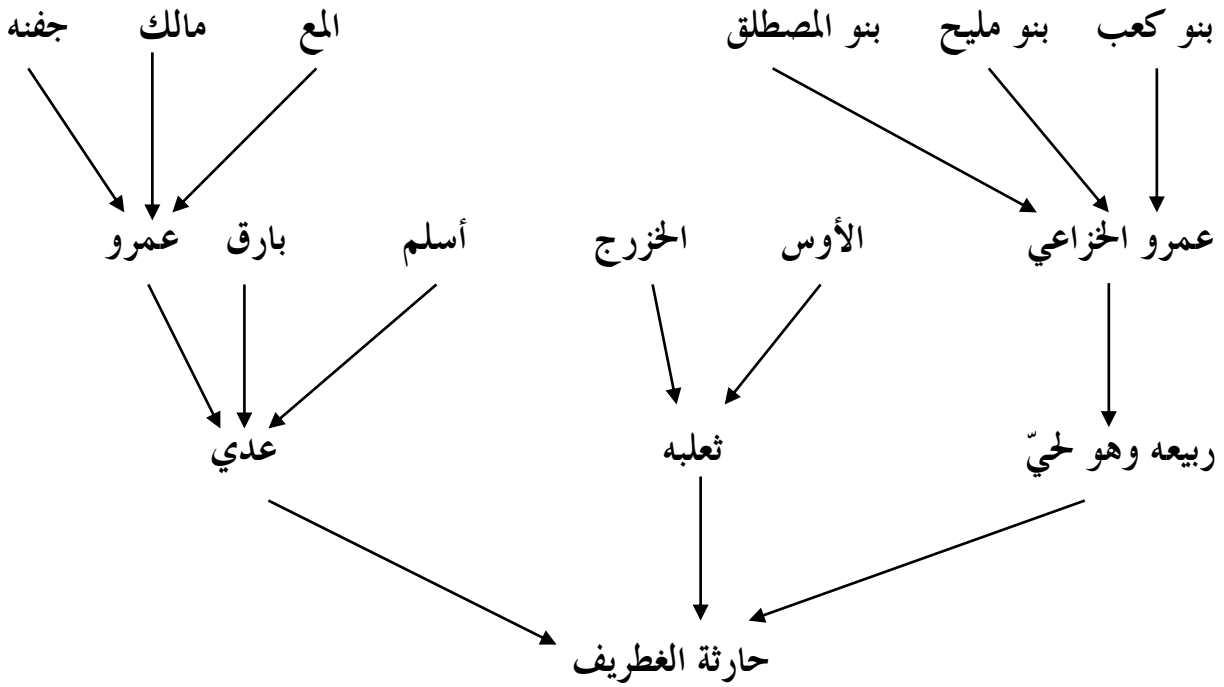 بنو كعب بنو مليح بنو المصطلق المع مالك جفنه
عمرو الخزاعي الأوس الخزرج أسلم بارق عمرو
ربيعه وهو لحيّ ثعلبه عدي
حارثة الغطريف